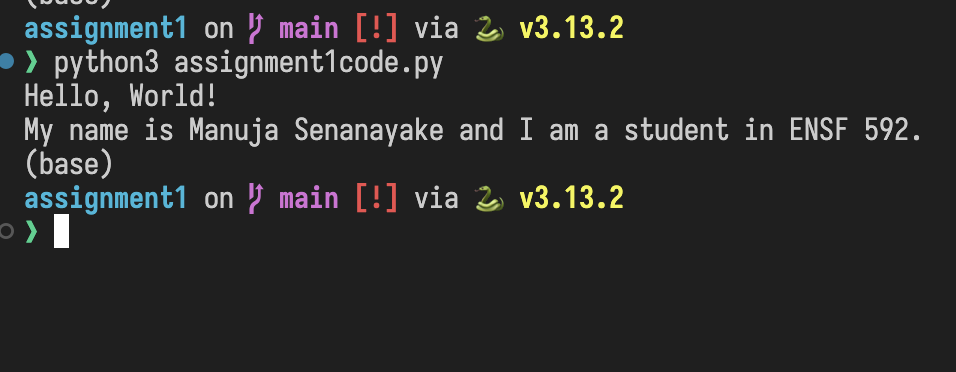 (base)
assignment1 on main [!] via 🐍 v3.13.2
❯ python3 assignment1code.py
Hello, World!
My name is Manuja Senanayake and I am a student in ENSF 592.
(base)
assignment1 on main [!] via 🐍 v3.13.2
❯